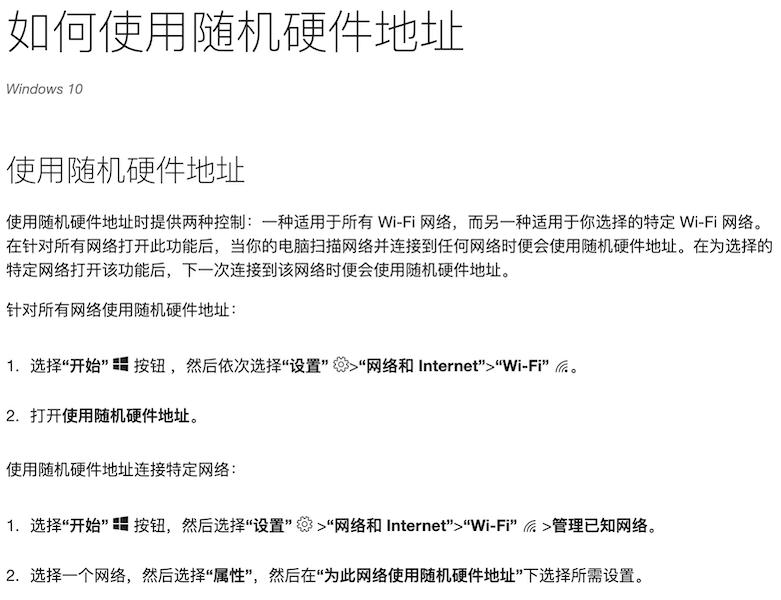 如何使用随机硬件地址
Windows 10
使用随机硬件地址
使用随机硬件地址时提供两种控制：一种适用于所有 Wi-Fi 网络，而另一种适用于你选择的特定 Wi-Fi 网络。
在针对所有网络打开此功能后，当你的电脑扫描网络并连接到任何网络时便会使用随机硬件地址。在为选择的
特定网络打开该功能后，下一次连接到该网络时便会使用随机硬件地址。
针对所有网络使用随机硬件地址：
1. 选择“开始” 按钮 ，然后依次选择“设置” >“网络和 Internet”>“Wi-Fi” 。
2. 打开使用随机硬件地址。
使用随机硬件地址连接特定网络：
1. 选择“开始” 按钮，然后选择“设置” >“网络和 Internet”>“Wi-Fi” >管理已知网络。
2. 选择一个网络，然后选择“属性”，然后在“为此网络使用随机硬件地址”下选择所需设置。